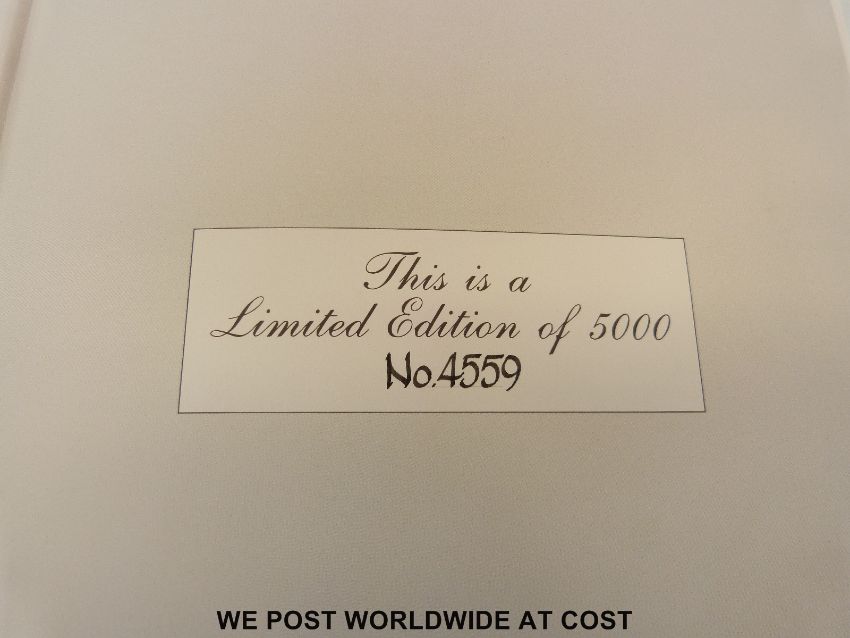 This is a
Limited Edition of 5000
No.4559
WE POST WORLDWIDE AT COST